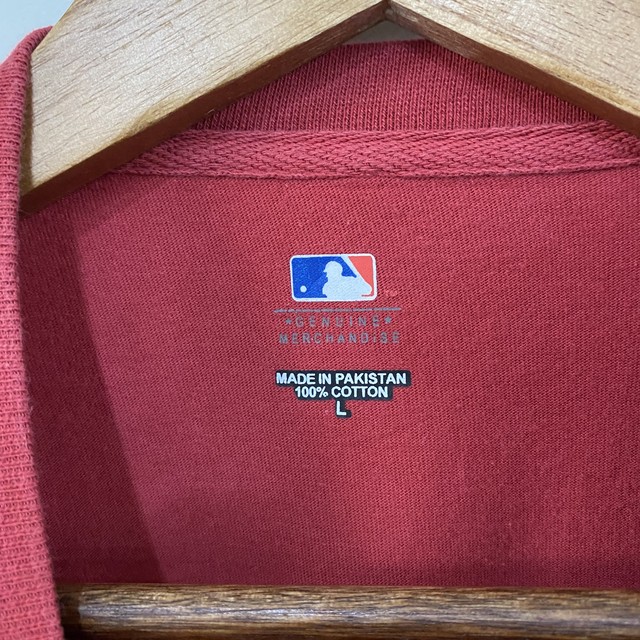 ★GENUINE★
MERCHANDISE
MADE IN PAKISTAN
100% COTTON
L